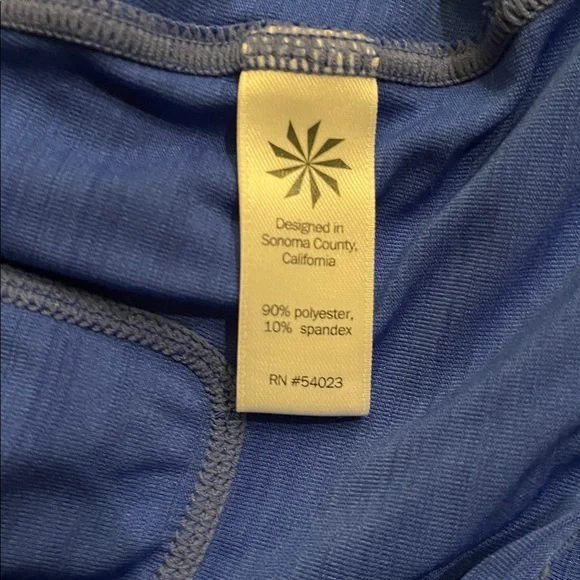 Designed in
Sonoma County,
California
90% polyester,
10% spandex
RN #54023